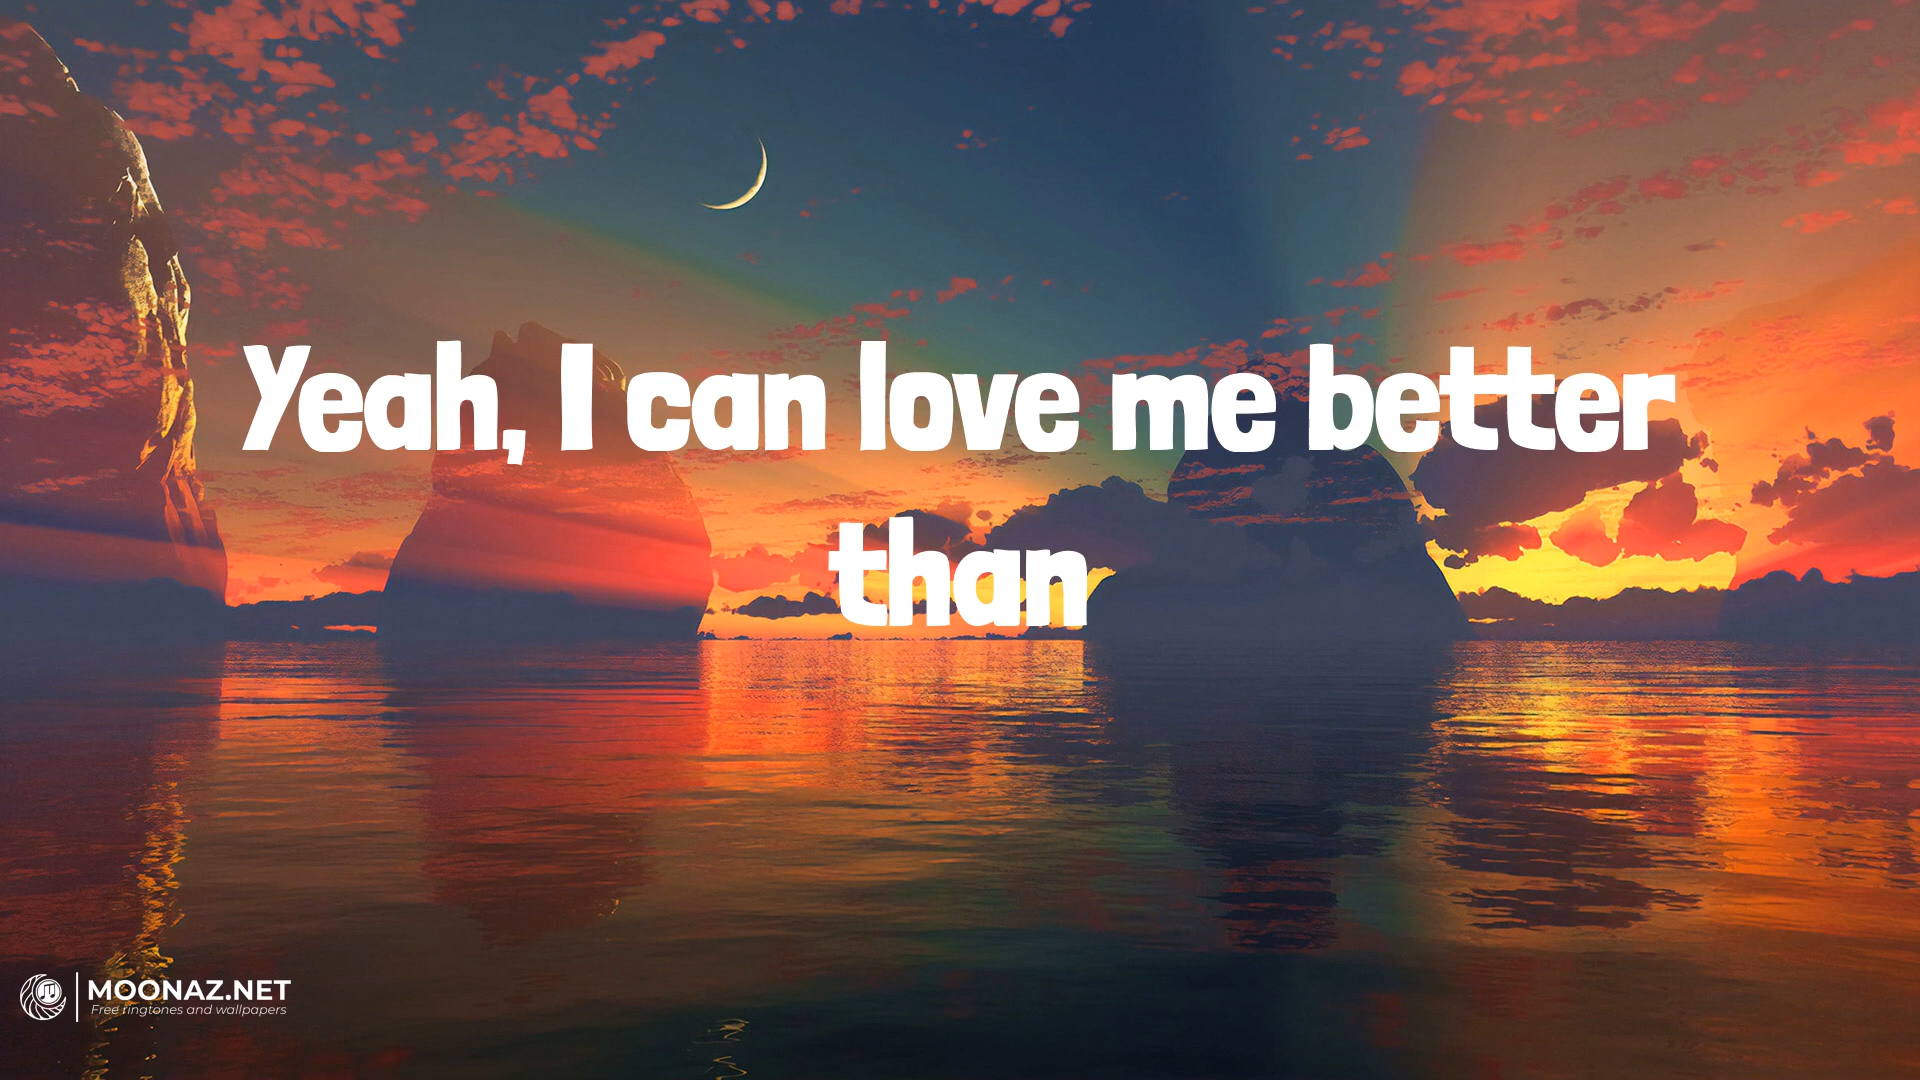 Yeah, I can love me better
than
MOONAZ.NET
Free ringtones and wallpapers